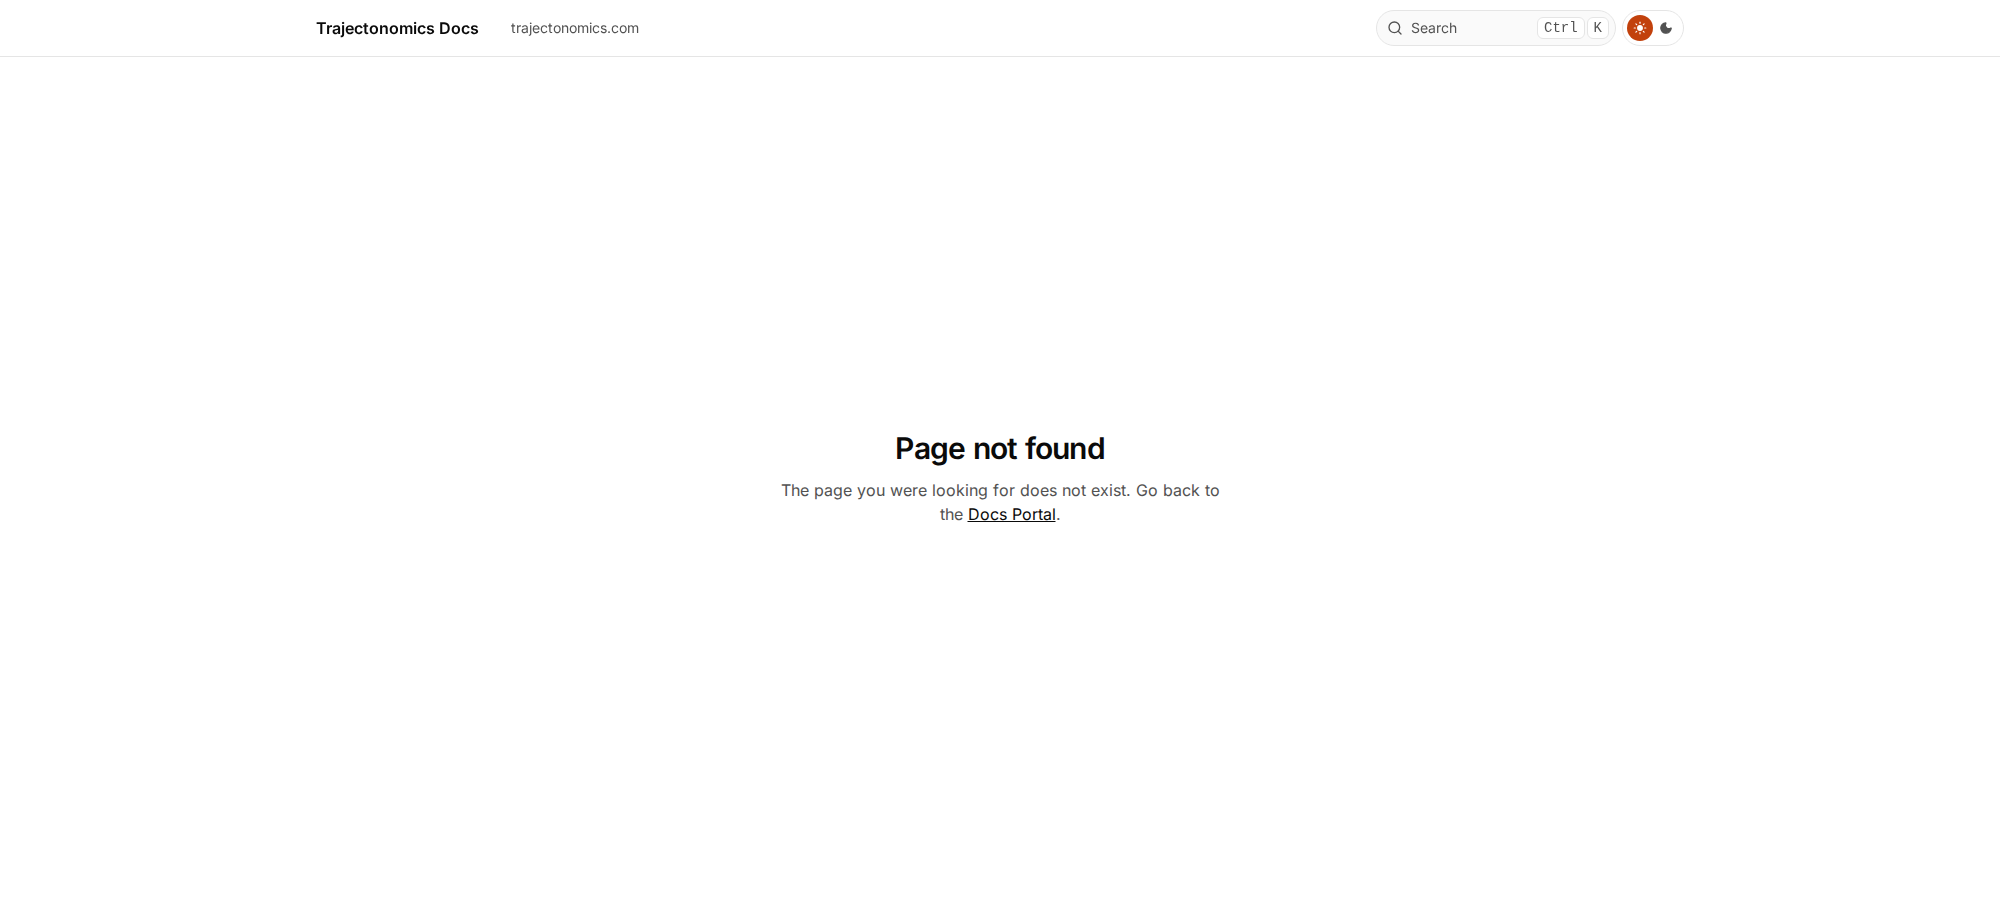 Trajectonomics Docs
trajectonomics.com
Search
Ctrl K
Page not found
The page you were looking for does not exist. Go back to
the Docs Portal.